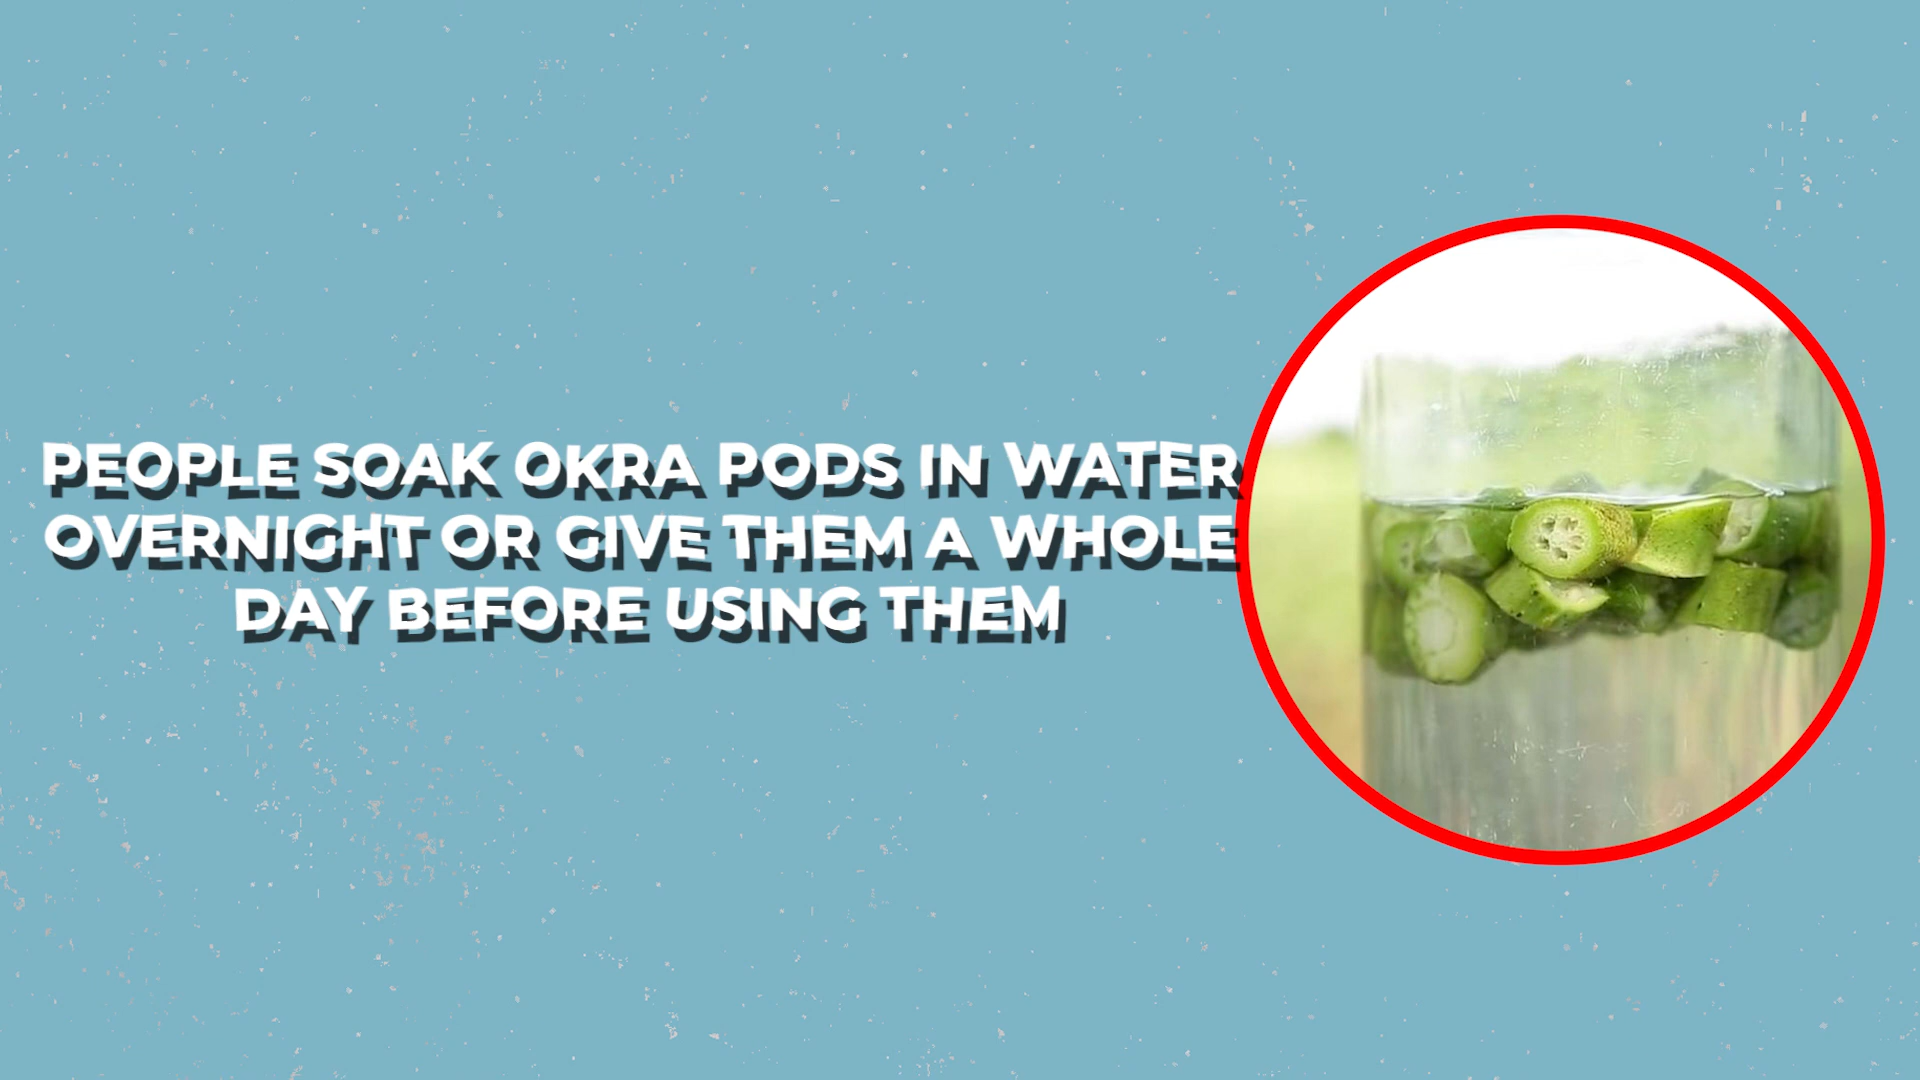 PEOPLE SOAK OKRA PODS IN WATER
OVERNIGHT OR GIVE THEM A WHOLE
DAY BEFORE USING THEM